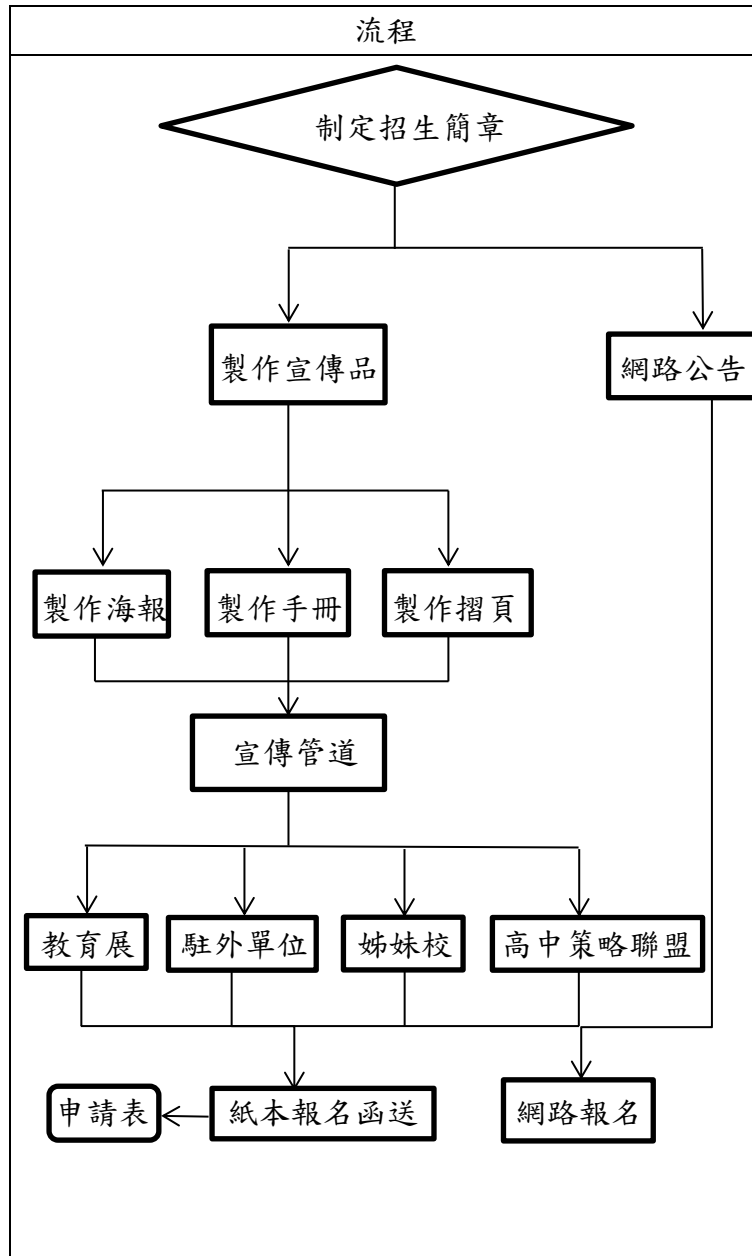 流程
制定招生簡章
製作宣傳品
網路公告
製作海報
製作手冊
製作摺頁
宣傳管道
教育展
駐外單位
姊妹校
高中策略聯盟
申請表
紙本報名函送
網路報名